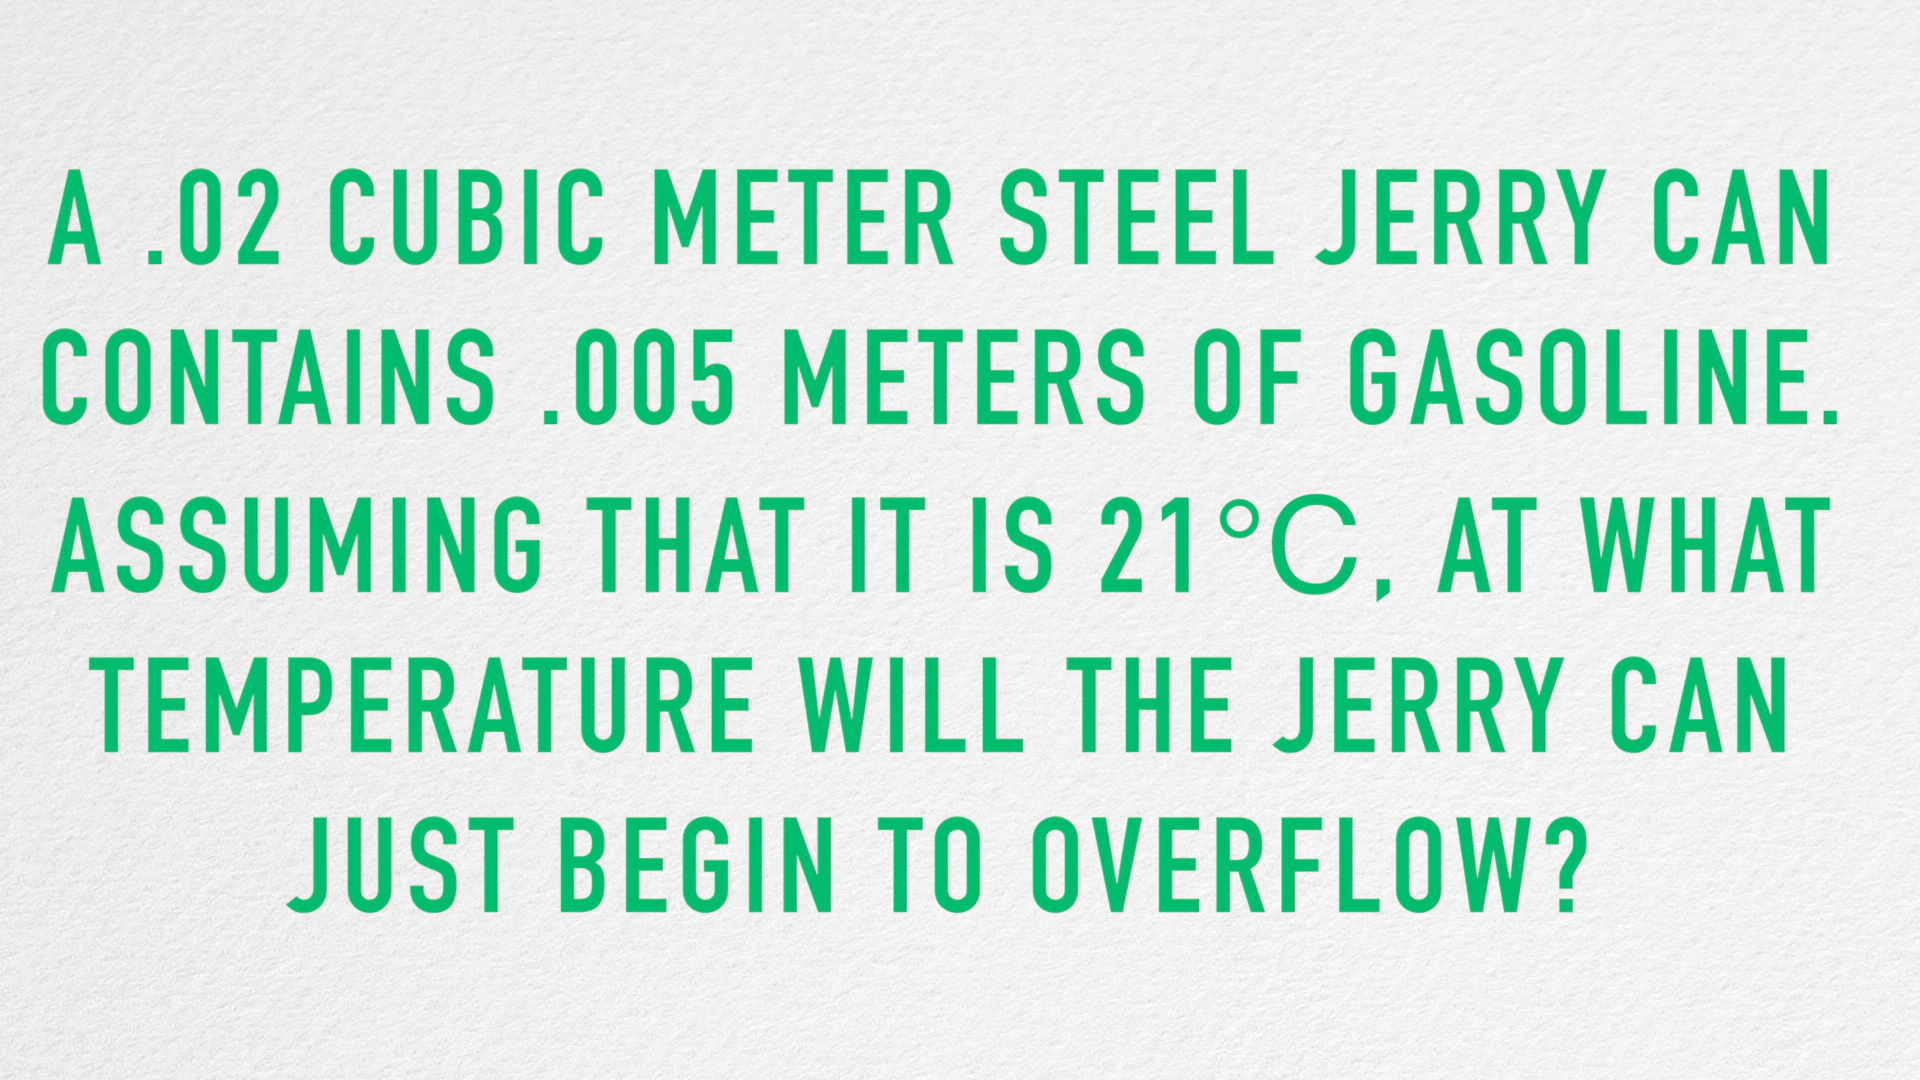 A .02 CUBIC METER STEEL JERRY CAN
CONTAINS .005 METERS OF GASOLINE.
ASSUMING THAT IT IS 21°C, AT WHAT
TEMPERATURE WILL THE JERRY CAN
JUST BEGIN TO OVERFLOW?